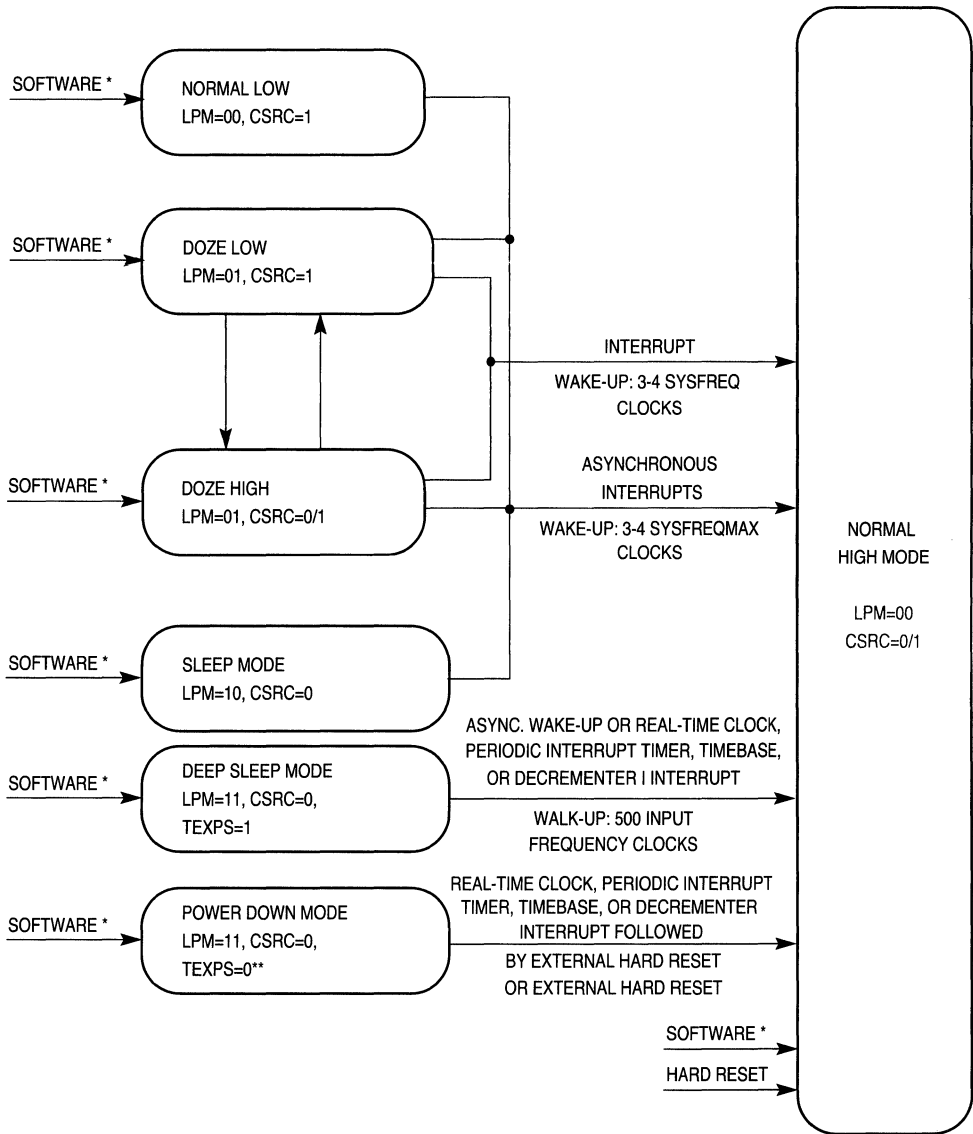 SOFTWARE *
NORMAL LOW
LPM=00, CSRC=1
SOFTWARE *
DOZE LOW
LPM=01, CSRC=1
INTERRUPT
WAKE-UP: 3-4 SYSFREQ
CLOCKS
SOFTWARE *
DOZE HIGH
LPM=01, CSRC=0/1
ASYNCHRONOUS
INTERRUPTS
WAKE-UP: 3-4 SYSFREQMAX
CLOCKS
NORMAL
HIGH MODE
LPM=00
CSRC=0/1
SOFTWARE *
SLEEP MODE
LPM=10, CSRC=0
SOFTWARE *
DEEP SLEEP MODE
LPM=11, CSRC=0,
TEXPS=1
ASYNC. WAKE-UP OR REAL-TIME CLOCK,
PERIODIC INTERRUPT TIMER, TIMEBASE,
OR DECREMENTER I INTERRUPT
WALK-UP: 500 INPUT
FREQUENCY CLOCKS
SOFTWARE *
POWER DOWN MODE
LPM=11, CSRC=0,
TEXPS=0**
REAL-TIME CLOCK, PERIODIC INTERRUPT
TIMER, TIMEBASE, OR DECREMENTER
INTERRUPT FOLLOWED
BY EXTERNAL HARD RESET
OR EXTERNAL HARD RESET
SOFTWARE *
HARD RESET